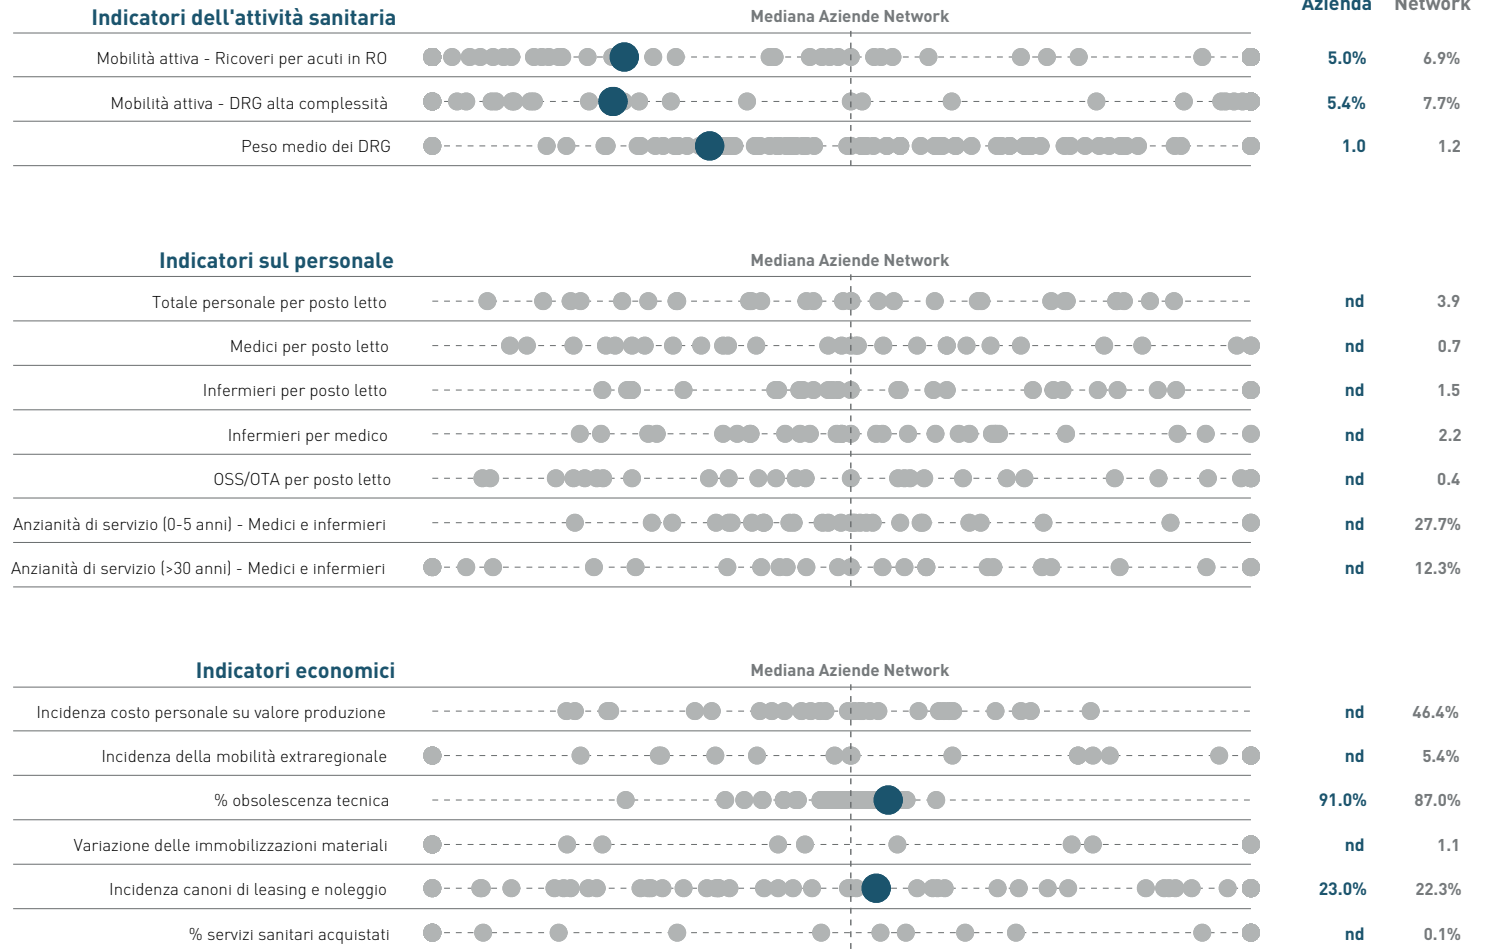 Azienda Network
Indicatori dell'attività sanitaria Mediana Aziende Network
Mobilità attiva - Ricoveri per acuti in RO 5.0% 6.9%
Mobilità attiva - DRG alta complessità 5.4% 7.7%
Peso medio dei DRG 1.0 1.2
Indicatori sul personale Mediana Aziende Network
Totale personale per posto letto nd 3.9
Medici per posto letto nd 0.7
Infermieri per posto letto nd 1.5
Infermieri per medico nd 2.2
OSS/OTA per posto letto nd 0.4
Anzianità di servizio (0-5 anni) - Medici e infermieri nd 27.7%
Anzianità di servizio (>30 anni) - Medici e infermieri nd 12.3%
Indicatori economici Mediana Aziende Network
Incidenza costo personale su valore produzione nd 46.4%
Incidenza della mobilità extraregionale nd 5.4%
% obsolescenza tecnica 91.0% 87.0%
Variazione delle immobilizzazioni materiali nd 1.1
Incidenza canoni di leasing e noleggio 23.0% 22.3%
% servizi sanitari acquistati nd 0.1%